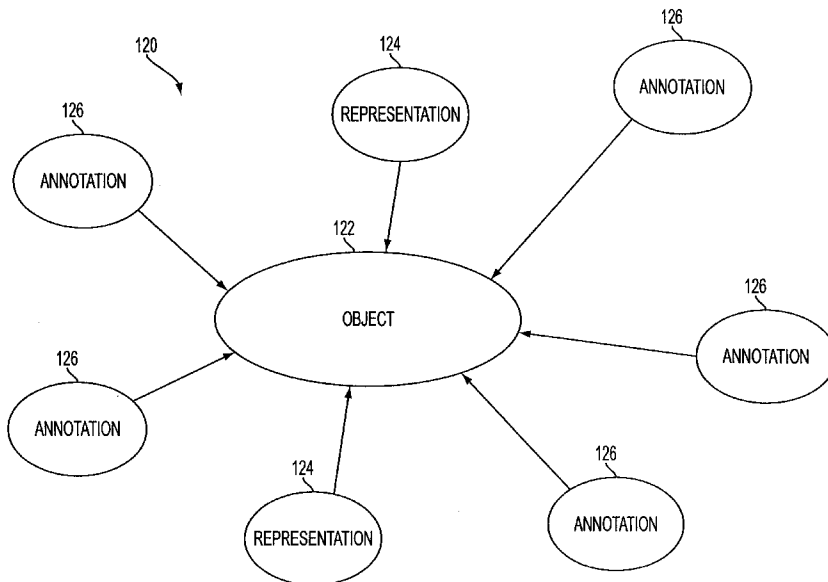 126
120
124
ANNOTATION
REPRESENTATION
126
ANNOTATION
122
OBJECT
126
ANNOTATION
126
ANNOTATION
124
126
ANNOTATION
REPRESENTATION